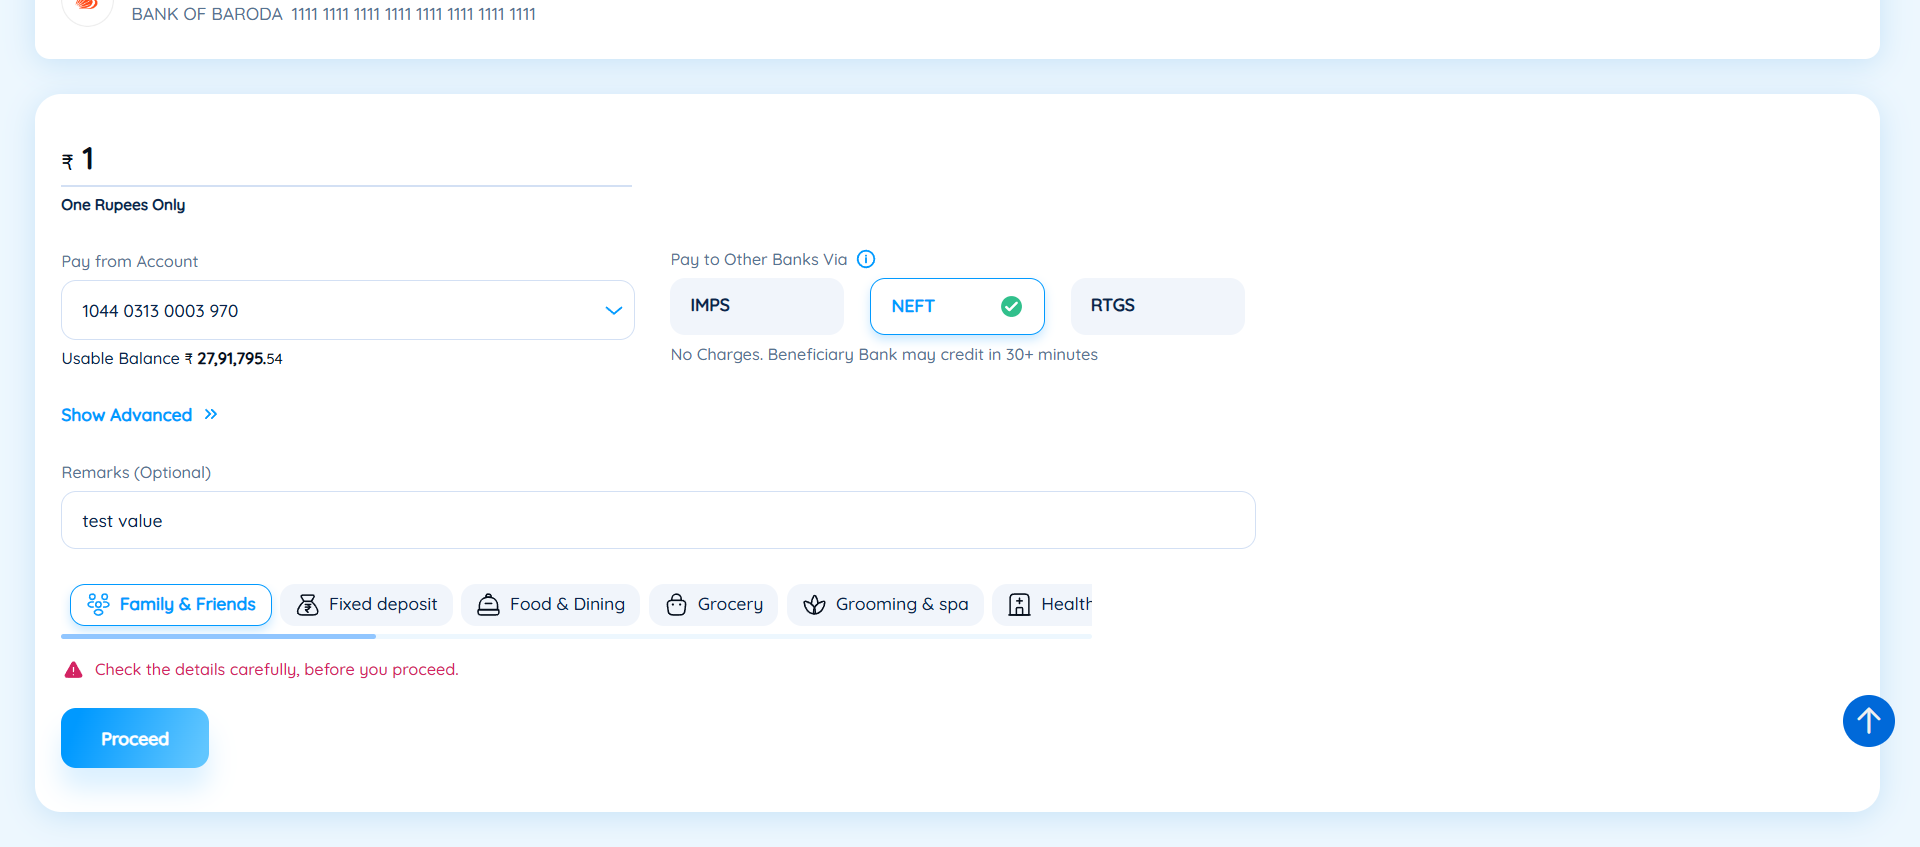 BANK OF BARODA 1111 1111 1111 1111 1111 1111 1111 1111
₹ 1
One Rupees Only
Pay from Account
1044 0313 0003 970
Usable Balance ₹ 27,91,795.54
Pay to Other Banks Via
IMPS NEFT RTGS
No Charges. Beneficiary Bank may credit in 30+ minutes
Show Advanced
Remarks (Optional)
test value
Family & Friends Fixed deposit Food & Dining Grocery Grooming & spa Health
Check the details carefully, before you proceed.
Proceed